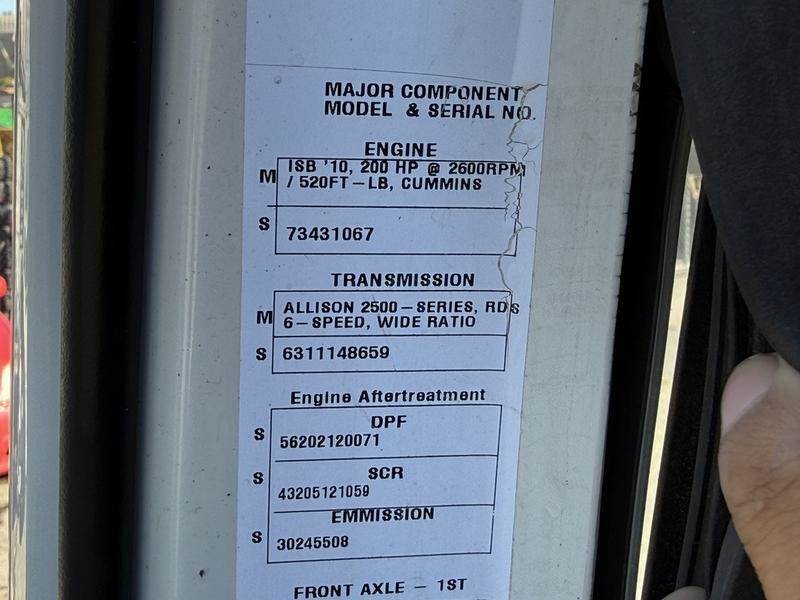 MAJOR COMPONENT
MODEL & SERIAL NO.
ENGINE
M ISB '10, 200 HP @ 2600RPM
/ 520FT-LB, CUMMINS
S 73431067
TRANSMISSION
M ALLISON 2500-SERIES, RDS
6-SPEED, WIDE RATIO
S 6311148659
Engine Aftertreatment
DPF
S 56202120071
SCR
S 43205121059
EMMISSION
S 30245508
FRONT AXLE - 1ST